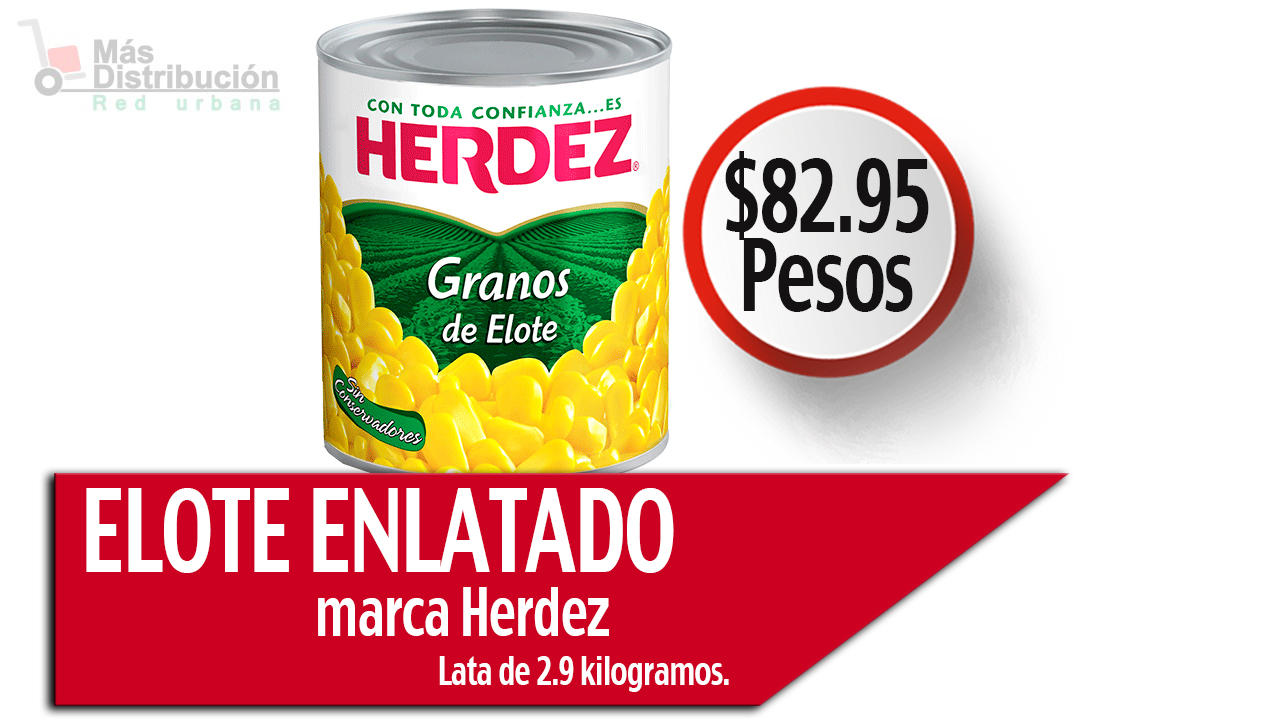 Más
Distribución
Red urbana
CON TODA CONFIANZA...ES
HERDEZ®
Granos
de Elote
Sin
Conservadores
$82.95
Pesos
ELOTE ENLATADO
marca Herdez
Lata de 2.9 kilogramos.